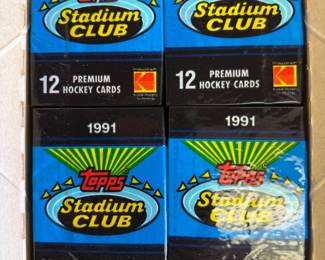 Stadium Stadium
CLUB CLUB
12 PREMIUM HOCKEY CARDS
12 PREMIUM HOCKEY CARDS
1991
1991
Topps
Stadium
CLUB
Topps
Stadium
CLUB